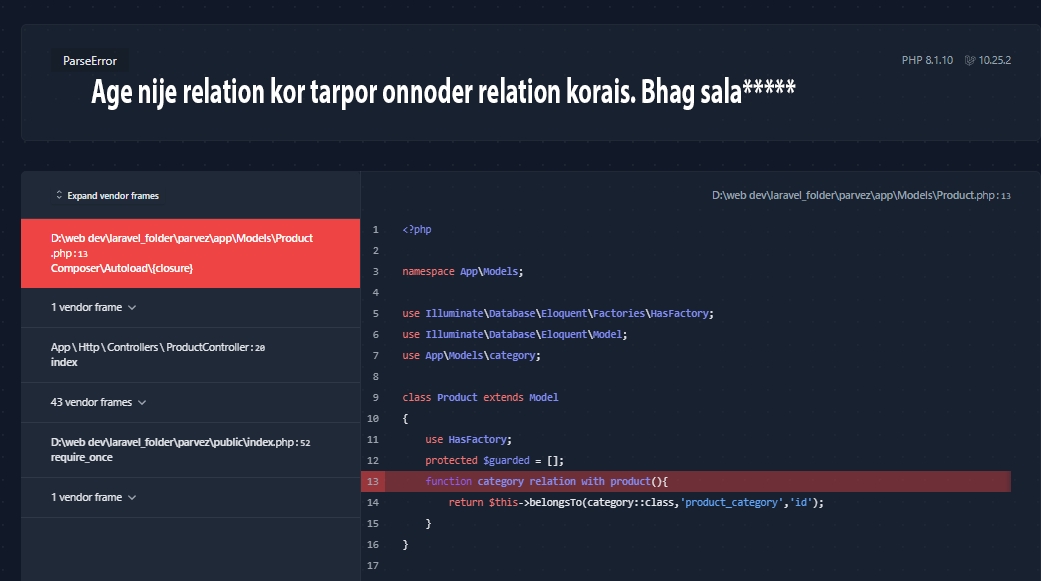 ParseError
PHP 8.1.10 10.25.2
Age nije relation kor tarpor onnoder relation korais. Bhag sala*****
Expand vendor frames
D:\web dev\laravel_folder\parvez\app\Models\Product.php:13
D:\web dev\laravel_folder\parvez\app\Models\Product
.php:13
Composer\Autoload\{closure}
1 vendor frame
App \ Http \ Controllers \ ProductController:20
index
43 vendor frames
D:\web dev\laravel_folder\parvez\public\index.php:52
require_once
1 vendor frame
1 <?php
2
3 namespace App\Models;
4
5 use Illuminate\Database\Eloquent\Factories\HasFactory;
6 use Illuminate\Database\Eloquent\Model;
7 use App\Models\category;
8
9 class Product extends Model
10 {
11 use HasFactory;
12 protected $guarded = [];
13 function category relation with product(){
14 return $this->belongsTo(category::class,'product_category','id');
15 }
16 }
17